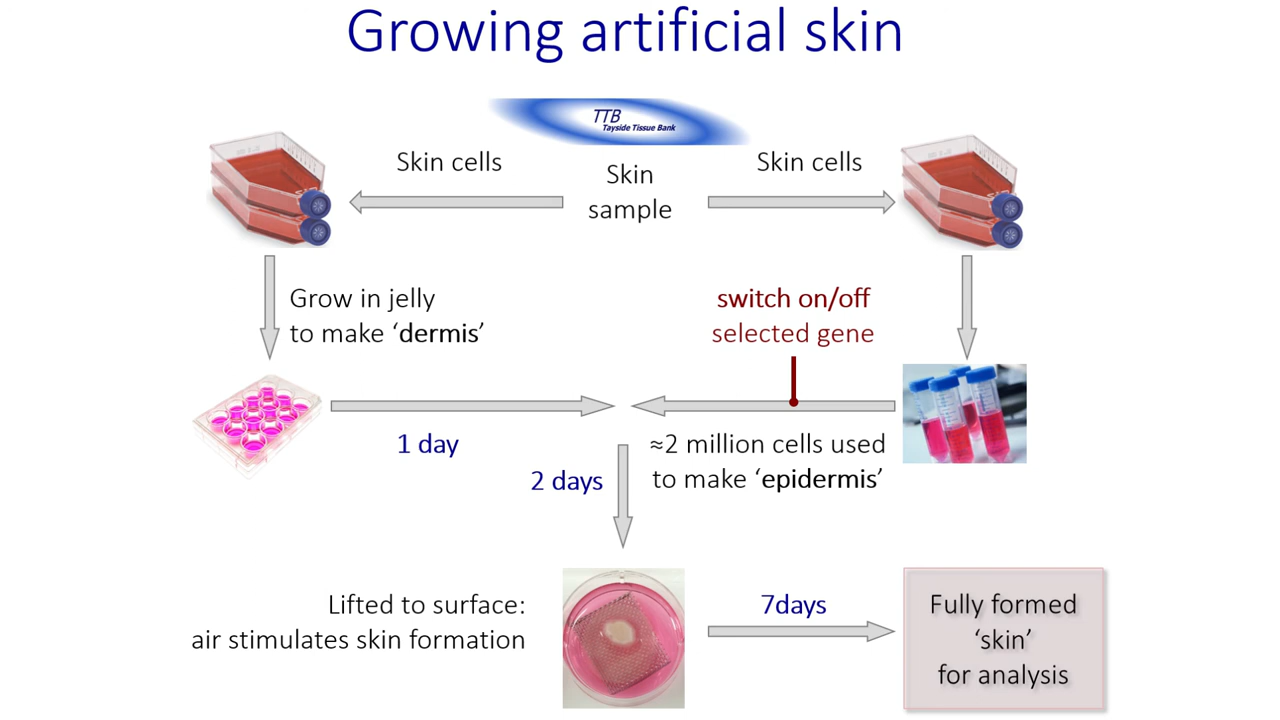 Growing artificial skin
TTB
Tayside Tissue Bank
Skin cells
Skin
sample
Skin cells
Grow in jelly
to make ‘dermis’
switch on/off
selected gene
1 day
2 days
≈2 million cells used
to make ‘epidermis’
Lifted to surface:
air stimulates skin formation
7days
Fully formed
‘skin’
for analysis